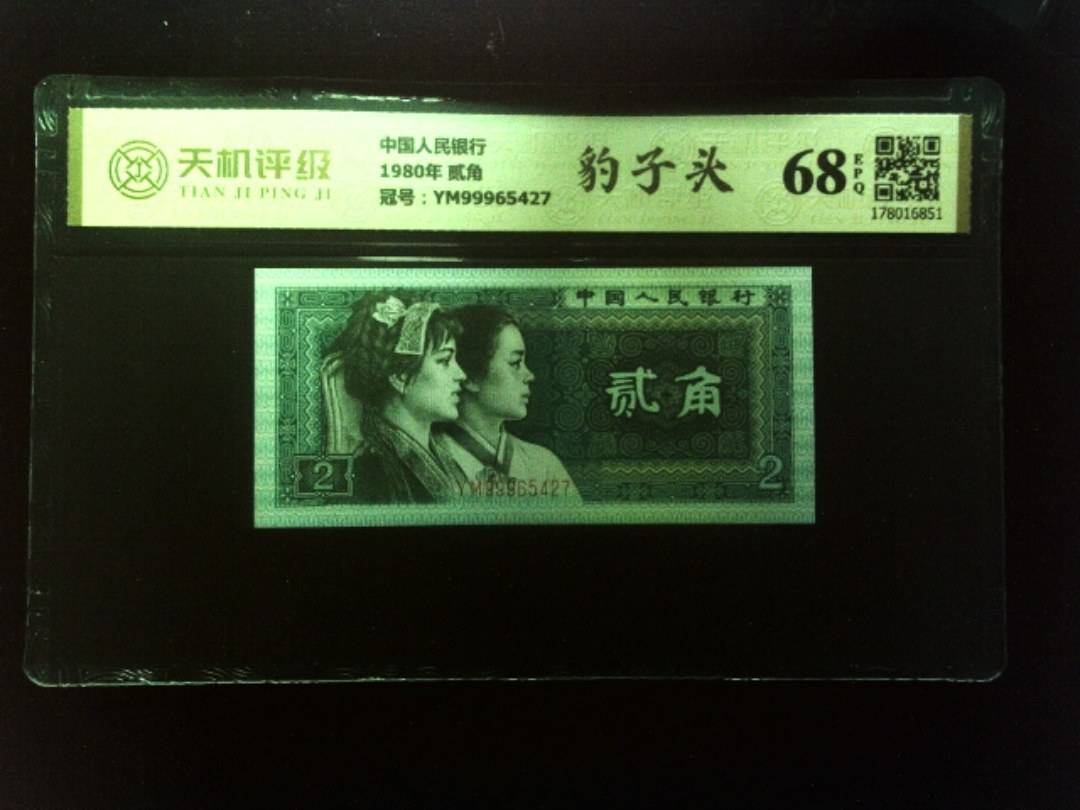 天机评级
TIAN JI PING JI
中国人民银行
1980年 贰角
冠号：YM99965427
豹子头
68
EPQ
178016851
中国人民银行
贰角
2
YM99965427
2